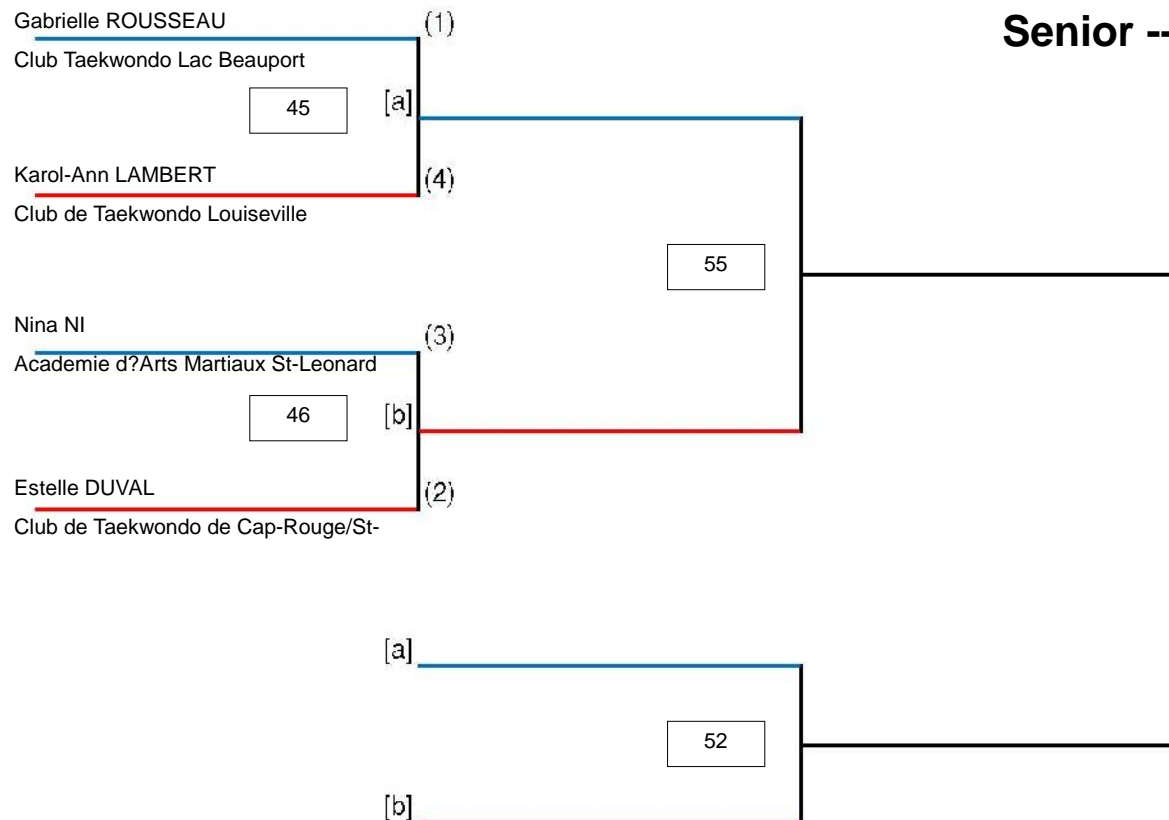 Gabrielle ROUSSEAU
(1)
Senior --
Club Taekwondo Lac Beauport
45
[a]
Karol-Ann LAMBERT
(4)
Club de Taekwondo Louiseville
55
Nina NI
(3)
Academie d?Arts Martiaux St-Leonard
46
[b]
Estelle DUVAL
(2)
Club de Taekwondo de Cap-Rouge/St-
[a]
52
[b]